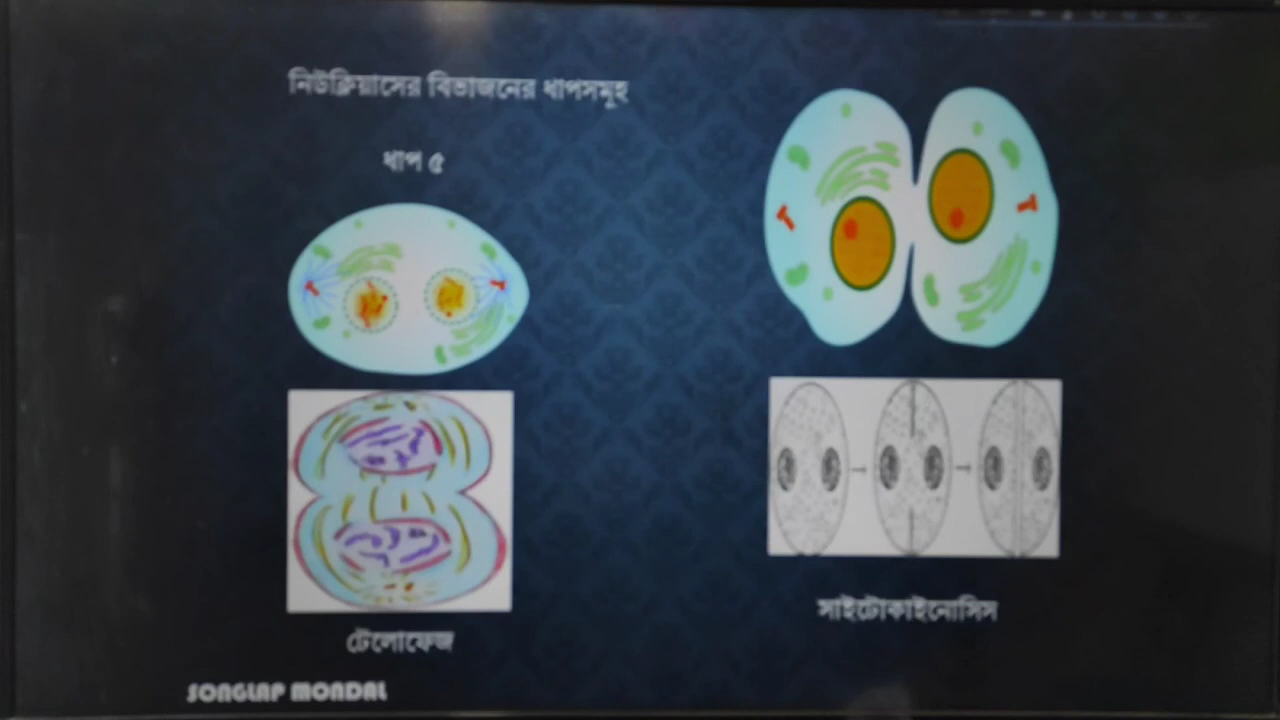 নিউক্লিয়াসের বিভাজনের ধাপসমূহ
ধাপ ৫
টেলোফেজ
সাইটোকাইনোসিস
SONGLAP MONDAL